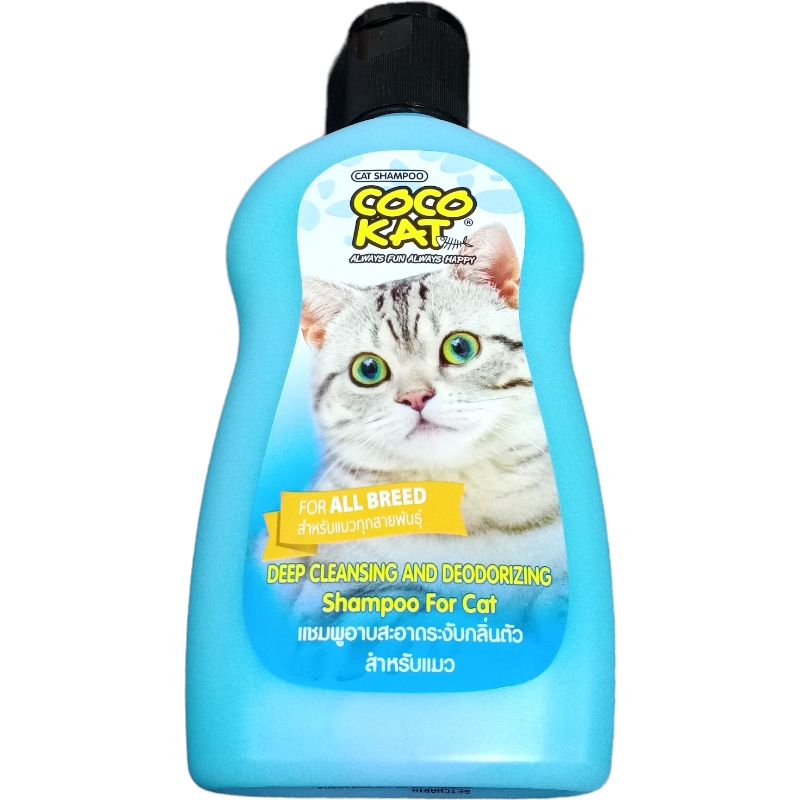 CAT SHAMPOO
COCO
KAT®
ALWAYS FUN ALWAYS HAPPY
FOR ALL BREED
สำหรับแมวทุกสายพันธุ์
DEEP CLEANSING AND DEODORIZING
Shampoo For Cat
แชมพูอาบสะอาดระงับกลิ่นตัว
สำหรับแมว